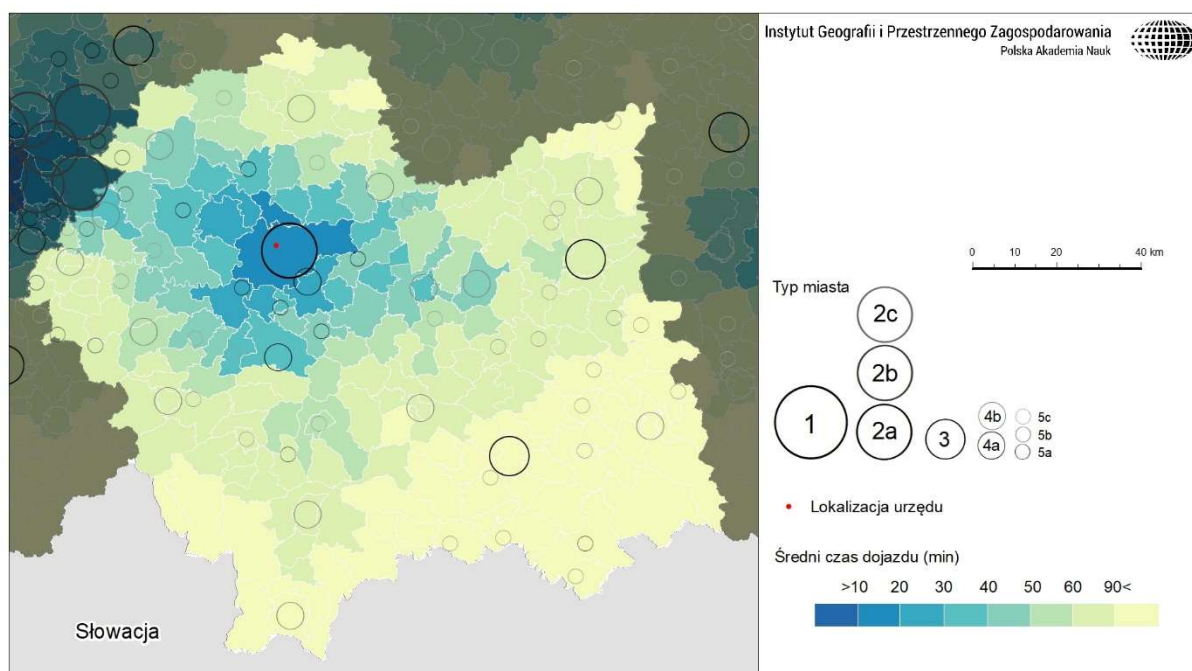 Instytut Geografii i Przestrzennego Zagospodarowania
Polska Akademia Nauk
0 10 20 40 km
Typ miasta
2c
2b
1
2a
3
4b
4a
5c
5b
5a
Lokalizacja urzędu
Średni czas dojazdu (min)
>10 20 30 40 50 60 90<
Słowacja